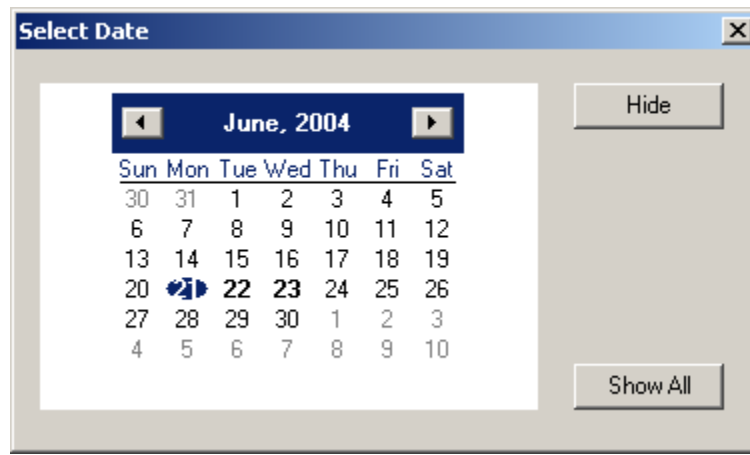 Select Date
June, 2004
Hide
Sun Mon Tue Wed Thu Fri Sat
30 31 1 2 3 4 5
6 7 8 9 10 11 12
13 14 15 16 17 18 19
20 21 22 23 24 25 26
27 28 29 30 1 2 3
4 5 6 7 8 9 10
Show All